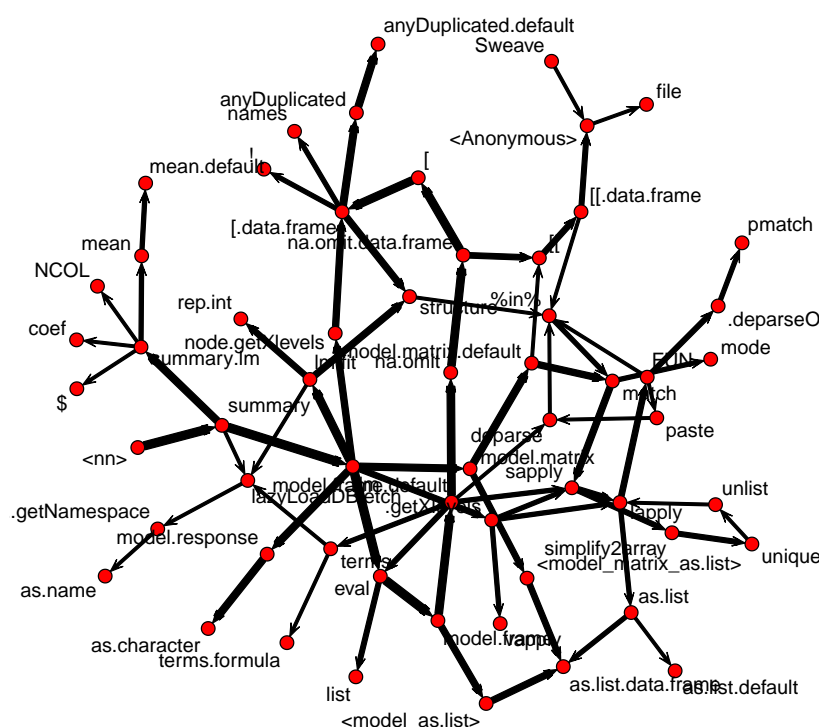 anyDuplicated.default
Sweave
file
anyDuplicated
names
<Anonymous>
!
[
mean.default
[[.data.frame
[.data.frame
na.omit.data.frame
[[
pmatch
mean
NCOL
rep.int
structure
%in%
.deparseO
coef
node.getXlevels
summary.lm
lm.fit
model.matrix.default
na.omit
FUN
mode
match
$
summary
deparse
paste
<nn>
model.matrix
sapply
model.frame.default
lazyLoadDBfetch
.getXlevels
unlist
.getNamespace
model.response
lapply
simplify2array
terms
<model_matrix_as.list>
unique
as.name
eval
as.list
as.character
terms.formula
model.frame
vapply
list
as.list.data.frame
as.list.default
<model_as.list>